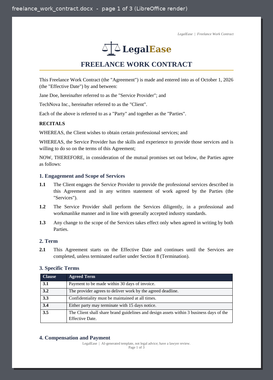 freelance_work_contract.docx - page 1 of 3 (LibreOffice render)
LegalEase | Freelance Work Contract
LegalEase
FREELANCE WORK CONTRACT
This Freelance Work Contract (the "Agreement") is made and entered into as of October 1, 2026
(the "Effective Date") by and between:
Jane Doe, hereinafter referred to as the "Service Provider"; and
TechNova Inc., hereinafter referred to as the "Client".
Each of the above is referred to as a "Party" and together as the "Parties".
RECITALS
WHEREAS, the Client wishes to obtain certain professional services; and
WHEREAS, the Service Provider has the skills and experience to provide those services and is
willing to do so on the terms of this Agreement;
NOW, THEREFORE, in consideration of the mutual promises set out below, the Parties agree
as follows:
1. Engagement and Scope of Services
1.1 The Client engages the Service Provider to provide the professional services described in
this Agreement and in any written statement of work agreed by the Parties (the
"Services").
1.2 The Service Provider shall perform the Services diligently, in a professional and
workmanlike manner and in line with generally accepted industry standards.
1.3 Any change to the scope of the Services takes effect only when agreed in writing by both
Parties.
2. Term
2.1 This Agreement starts on the Effective Date and continues until the Services are
completed, unless terminated earlier under Section 8 (Termination).
3. Specific Terms
Clause Agreed Term
3.1 Payment to be made within 30 days of invoice.
3.2 The provider agrees to deliver work by the agreed deadline.
3.3 Confidentiality must be maintained at all times.
3.4 Either party may terminate with 15 days notice.
3.5 The Client shall share brand guidelines and design assets within 5 business days of the
Effective Date.
4. Compensation and Payment
LegalEase | AI-generated template, not legal advice; have a lawyer review.
Page 1 of 3